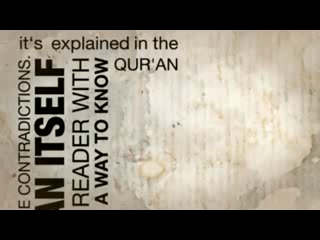 it's explained in the
QUR'AN
E CONTRADICTIONS.
AN ITSELF
READER WITH
A WAY TO KNOW